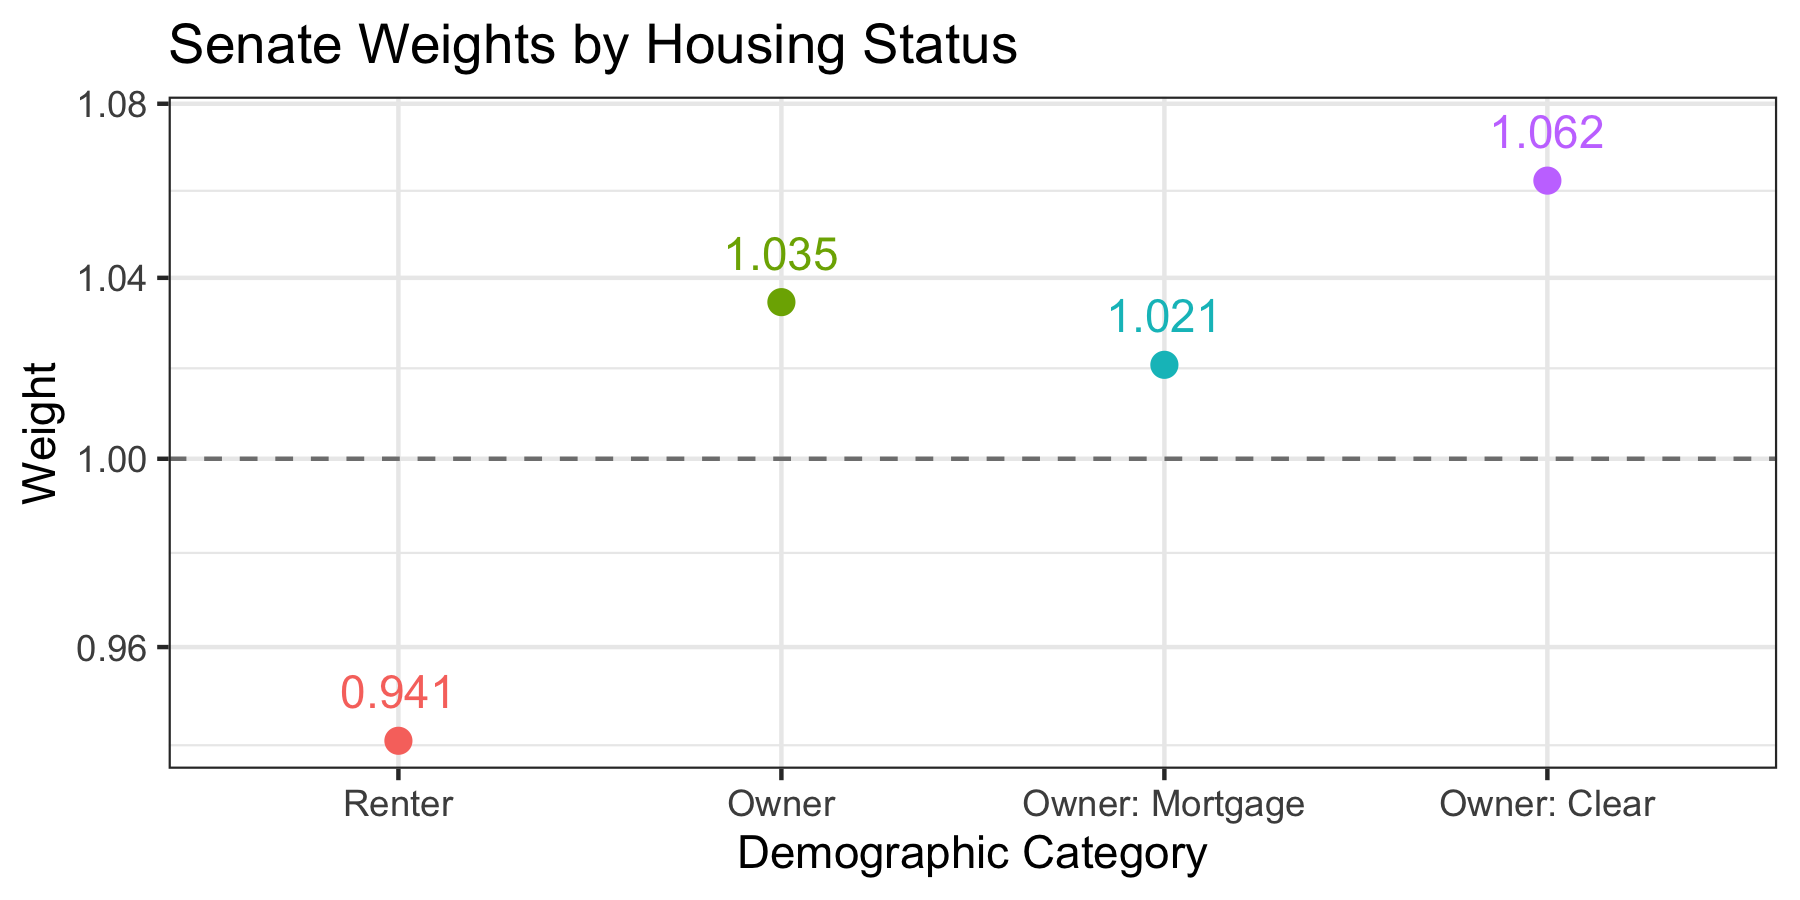 Senate Weights by Housing Status
1.08
1.04
1.00
0.96
Weight
0.941
1.035
1.021
1.062
Renter
Owner
Owner: Mortgage
Owner: Clear
Demographic Category